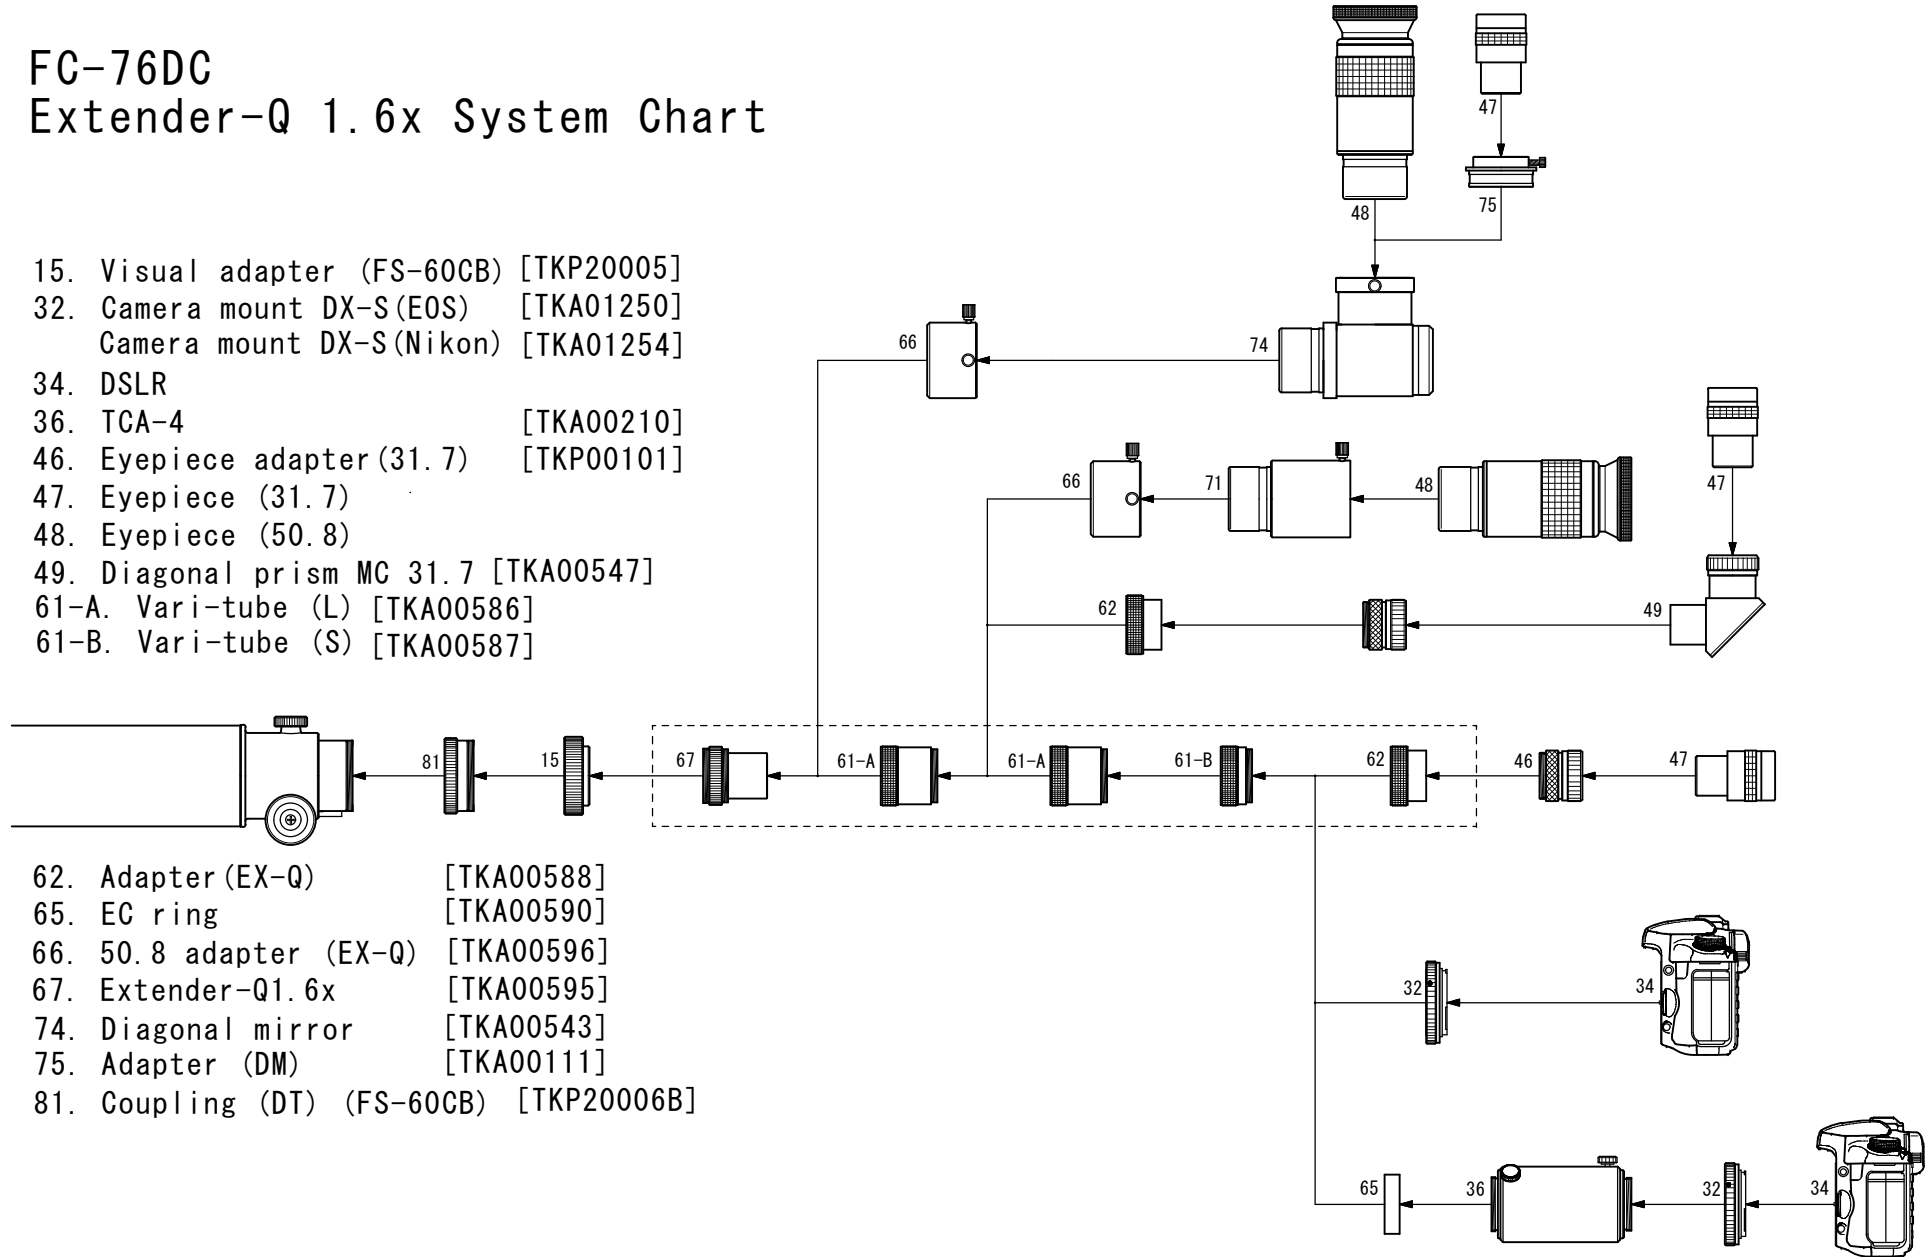 FC-76DC
Extender-Q 1.6x System Chart
15. Visual adapter (FS-60CB) [TKP20005]
32. Camera mount DX-S(EOS) [TKA01250]
Camera mount DX-S(Nikon) [TKA01254]
34. DSLR
36. TCA-4 [TKA00210]
46. Eyepiece adapter(31.7) [TKP00101]
47. Eyepiece (31.7)
48. Eyepiece (50.8)
49. Diagonal prism MC 31.7 [TKA00547]
61-A. Vari-tube (L) [TKA00586]
61-B. Vari-tube (S) [TKA00587]
47
48
75
66
74
66
71
48
47
62
49
81
15
67
61-A
61-A
61-B
62
46
47
62. Adapter(EX-Q) [TKA00588]
65. EC ring [TKA00590]
66. 50.8 adapter (EX-Q) [TKA00596]
67. Extender-Q1.6x [TKA00595]
74. Diagonal mirror [TKA00543]
75. Adapter (DM) [TKA00111]
81. Coupling (DT) (FS-60CB) [TKP20006B]
32
34
65
36
32
34